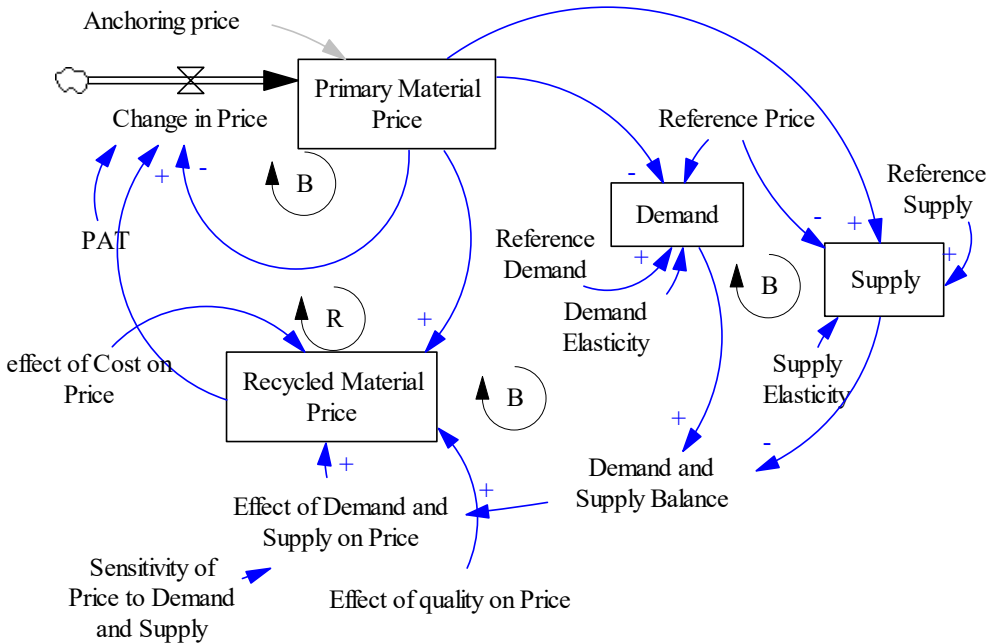 Anchoring price
Primary Material
Price
Change in Price
Reference Price
+
-
B
-
Reference
Supply
PAT
Demand
-
+
+
Reference
Demand
+
Supply
B
Demand
Elasticity
R
+
effect of Cost on
Price
Supply
Elasticity
Recycled Material
Price
B
+
-
+
Demand and
Supply Balance
+
Effect of Demand and
Supply on Price
Sensitivity of
Price to Demand
and Supply
Effect of quality on Price